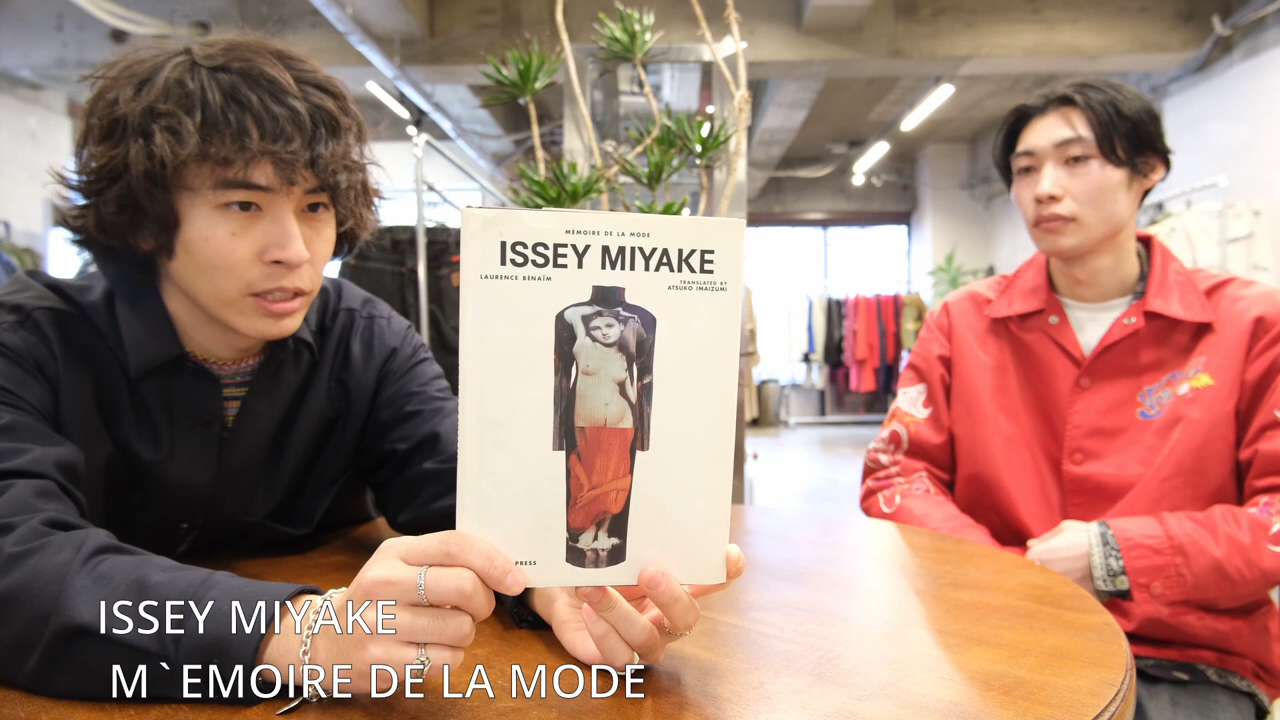 MÉMOIRE DE LA MODE
ISSEY MIYAKE
LAURENCE BÉNAÏM
TRANSLATED BY
ATSUKO IMAIZUMI
PRESS
ISSEY MIYAKE
M`EMOIRE DE LA MODE